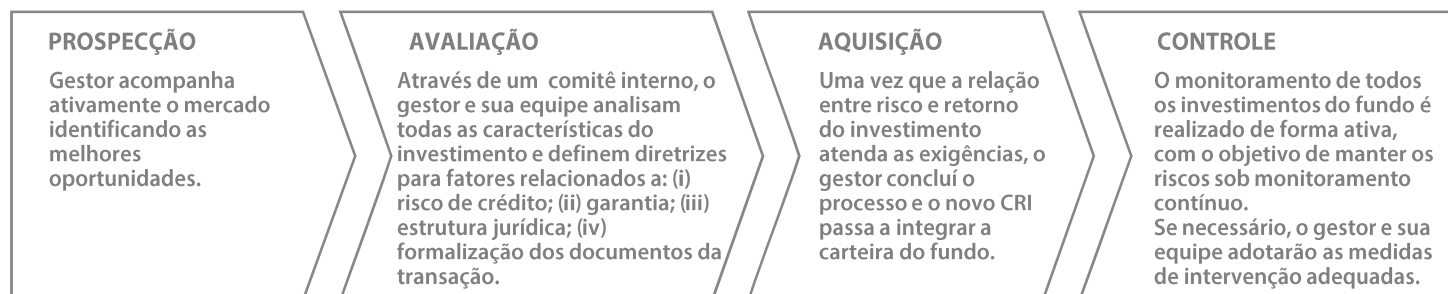 PROSPECÇÃO
Gestor acompanha
ativamente o mercado
identificando as
melhores
oportunidades.
AVALIAÇÃO
Através de um comitê interno, o
gestor e sua equipe analisam
todas as características do
investimento e definem diretrizes
para fatores relacionados a: (i)
risco de crédito; (ii) garantia; (iii)
estrutura jurídica; (iv)
formalização dos documentos da
transação.
AQUISIÇÃO
Uma vez que a relação
entre risco e retorno
do investimento
atenda as exigências, o
gestor concluí o
processo e o novo CRI
passa a integrar a
carteira do fundo.
CONTROLE
O monitoramento de todos
os investimentos do fundo é
realizado de forma ativa,
com o objetivo de manter os
riscos sob monitoramento
contínuo.
Se necessário, o gestor e sua
equipe adotarão as medidas
de intervenção adequadas.